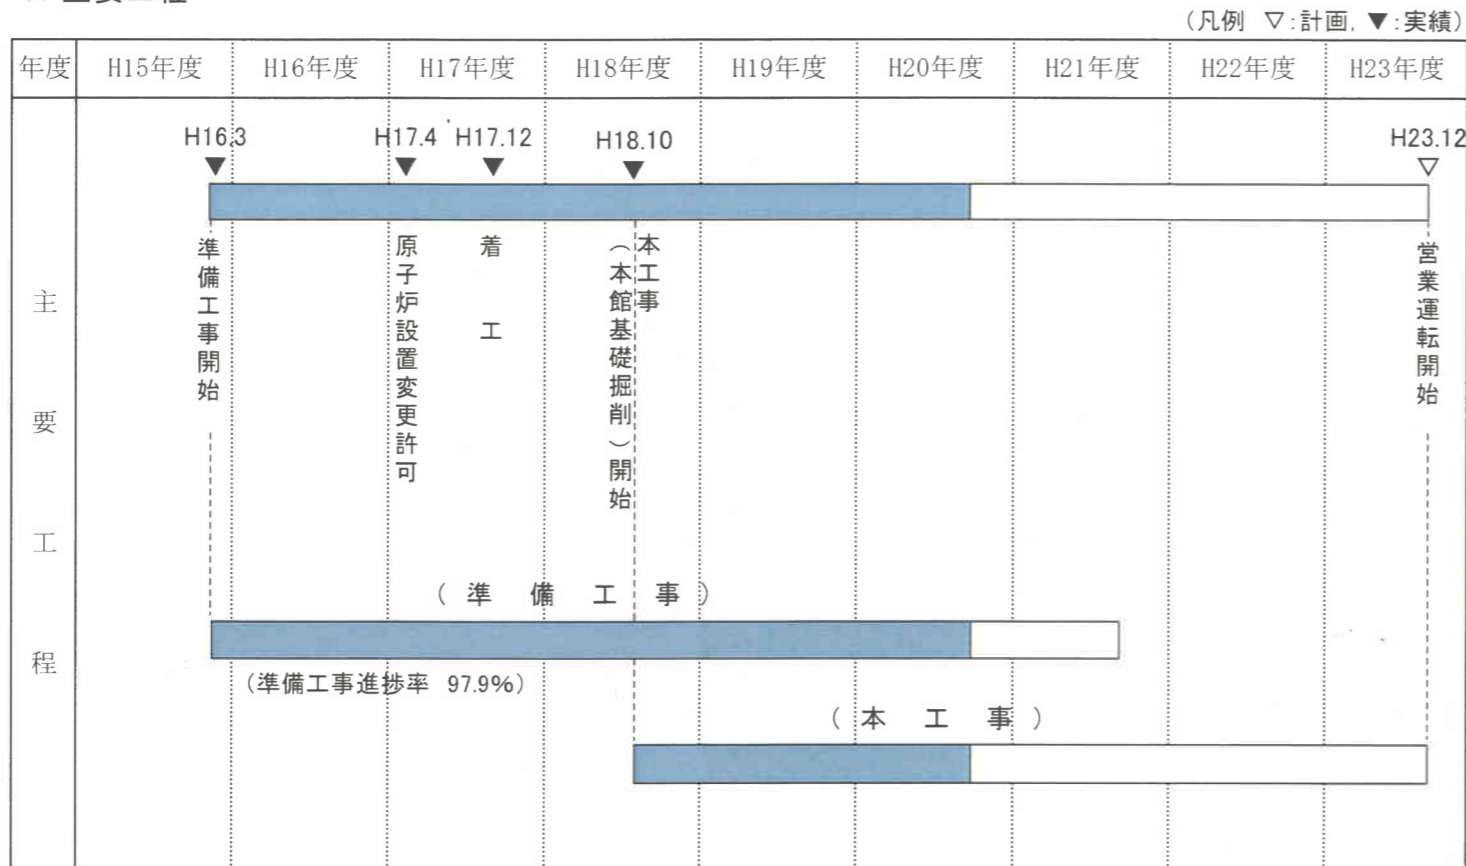 (凡例 ▽:計画, ▼:実績)
年度 H15年度 H16年度 H17年度 H18年度 H19年度 H20年度 H21年度 H22年度 H23年度
H16.3 H17.4 H17.12 H18.10 H23.12
▼ ▼ ▼ ▼ ▽
主要工程
準備工事開始
原子炉設置変更許可
着工
本工事
(本館基礎掘削)開始
営業運転開始
(準備工事)
(準備工事進捗率 97.9%)
(本工事)